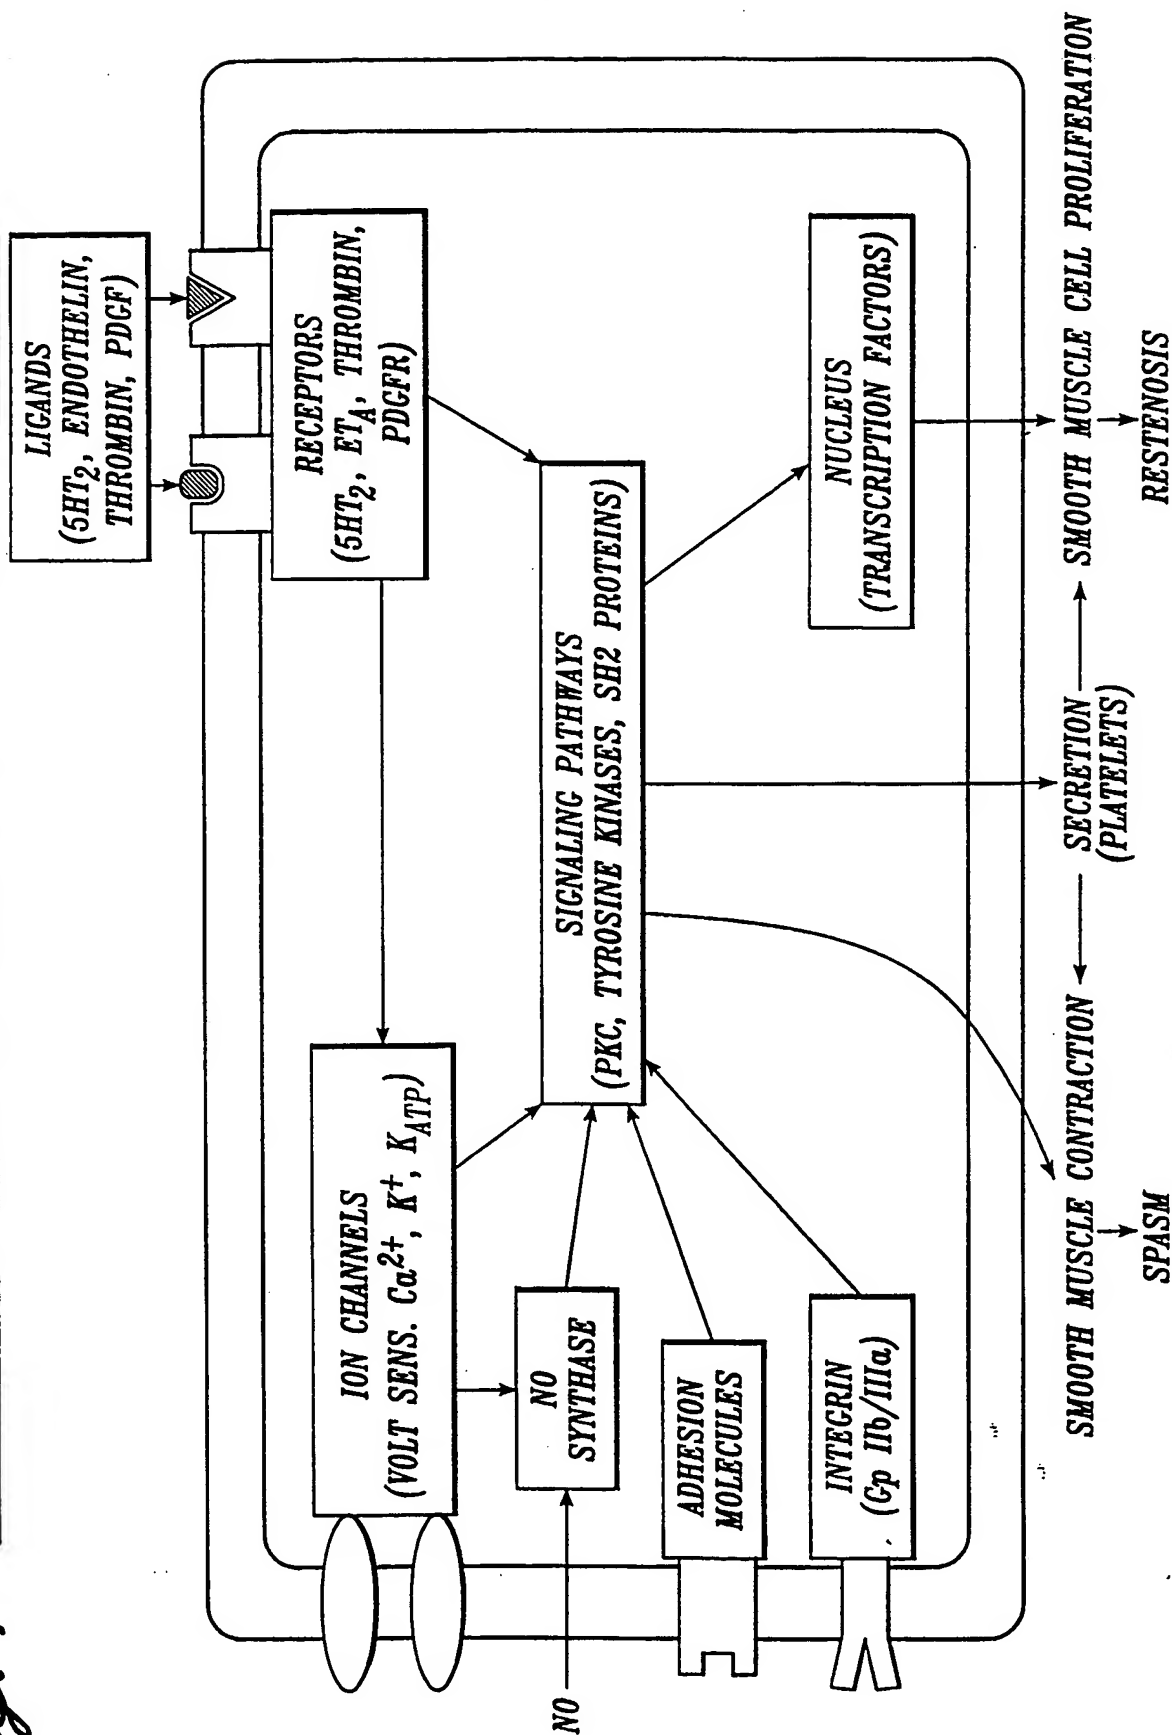 LIGANDS
(5HT2, ENDOTHELIN,
THROMBIN, PDGF)
ION CHANNELS
(VOLT SENS. Ca2+, K+, KATP)
RECEPTORS
(5HT2, ETA, THROMBIN,
PDGFR)
NO
NO
SYNTHASE
SIGNALING PATHWAYS
(PKC, TYROSINE KINASES, SH2 PROTEINS)
ADHESION
MOLECULES
INTEGRIN
(Gp IIb/IIIa)
NUCLEUS
(TRANSCRIPTION FACTORS)
SMOOTH MUSCLE CONTRACTION
SECRETION
(PLATELETS)
SMOOTH MUSCLE CELL PROLIFERATION
SPASM
RESTENOSIS